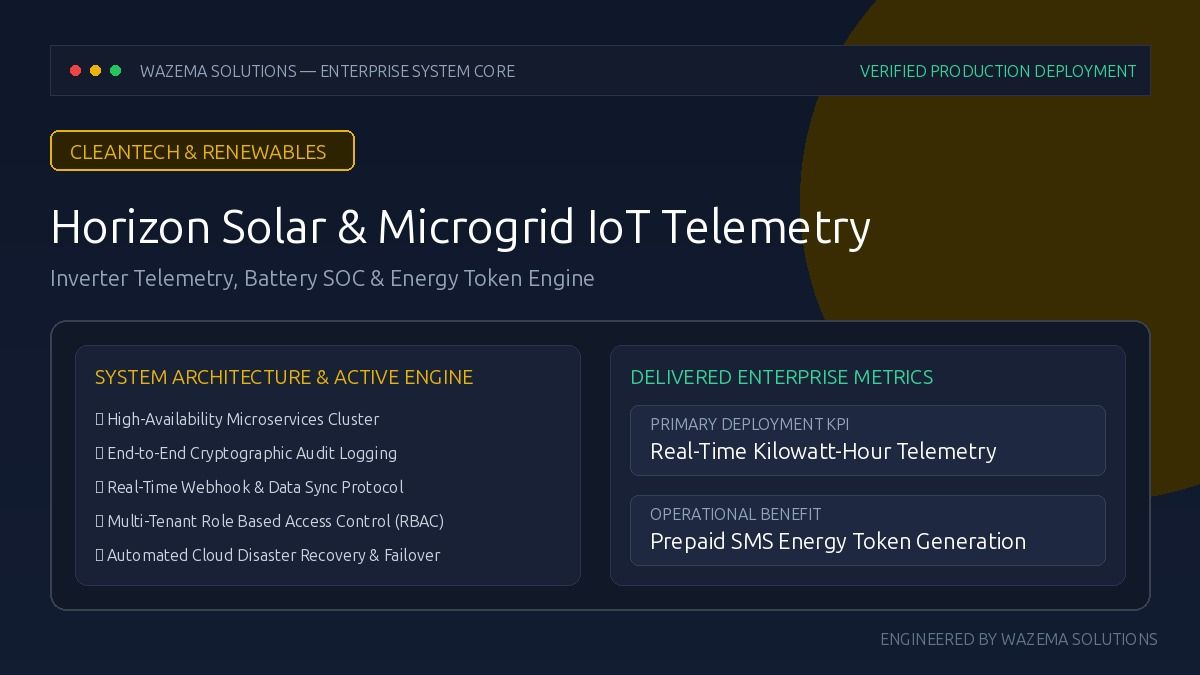 WAZEMA SOLUTIONS — ENTERPRISE SYSTEM CORE
VERIFIED PRODUCTION DEPLOYMENT
CLEANTECH & RENEWABLES
Horizon Solar & Microgrid IoT Telemetry
Inverter Telemetry, Battery SOC & Energy Token Engine
SYSTEM ARCHITECTURE & ACTIVE ENGINE
High-Availability Microservices Cluster
End-to-End Cryptographic Audit Logging
Real-Time Webhook & Data Sync Protocol
Multi-Tenant Role Based Access Control (RBAC)
Automated Cloud Disaster Recovery & Failover
DELIVERED ENTERPRISE METRICS
PRIMARY DEPLOYMENT KPI
Real-Time Kilowatt-Hour Telemetry
OPERATIONAL BENEFIT
Prepaid SMS Energy Token Generation
ENGINEERED BY WAZEMA SOLUTIONS